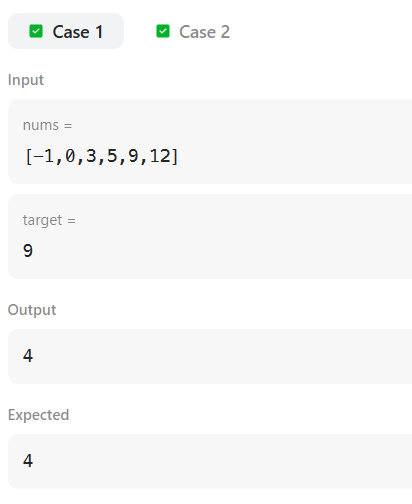 Case 1 Case 2
Input
nums =
[-1,0,3,5,9,12]
target =
9
Output
4
Expected
4